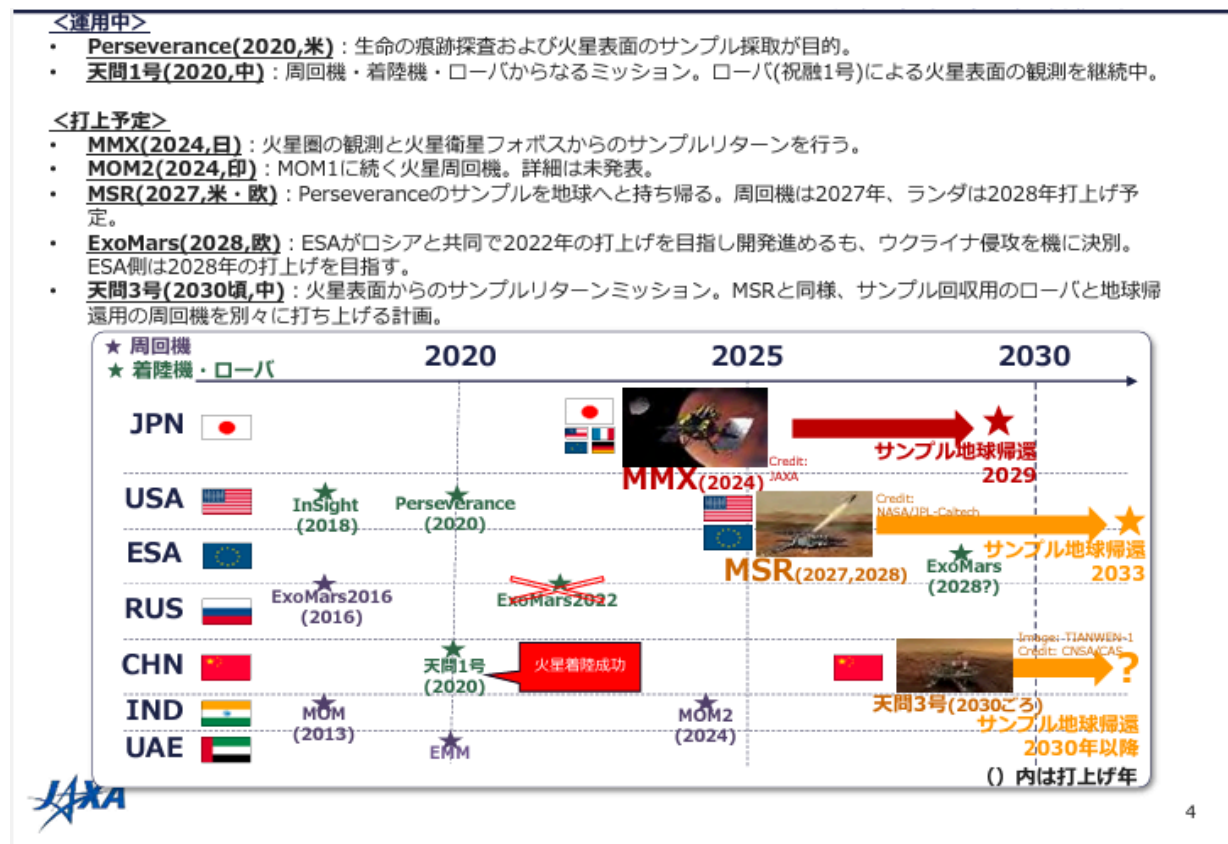 <運用中>
• Perseverance(2020,米)：生命の痕跡探査および火星表面のサンプル採取が目的。
• 天問1号(2020,中)：周回機・着陸機・ローバからなるミッション。ローバ(祝融1号)による火星表面の観測を継続中。
<打上予定>
• MMX(2024,日)：火星圏の観測と火星衛星フォボスからのサンプルリターンを行う。
• MOM2(2024,印)：MOM1に続く火星周回機。詳細は未発表。
• MSR(2027,米・欧)：Perseveranceのサンプルを地球へと持ち帰る。周回機は2027年、ランダは2028年打上げ予
定。
• ExoMars(2028,欧)：ESAがロシアと共同で2022年の打上げを目指し開発進めるも、ウクライナ侵攻を機に決別。
ESA側は2028年の打上げを目指す。
• 天問3号(2030頃,中)：火星表面からのサンプルリターンミッション。MSRと同様、サンプル回収用のローバと地球帰
還用の周回機を別々に打ち上げる計画。
★ 周回機
★ 着陸機・ローバ
2020 2025 2030
JPN
MMX(2024)
Credit:
JAXA
サンプル地球帰還
2029
USA
InSight
(2018)
Perseverance
(2020)
Credit:
NASA/JPL-Caltech
サンプル地球帰還
2033
ESA
MSR(2027,2028)
ExoMars
(2028?)
RUS
ExoMars2016
(2016)
ExoMars2022
CHN
天問1号
(2020)
火星着陸成功
Image: TIANWEN-1
Credit: CNSA/CAS
?
天問3号(2030ごろ)
サンプル地球帰還
2030年以降
IND
MOM
(2013)
MOM2
(2024)
UAE
EMM
()内は打上げ年
JAXA
4